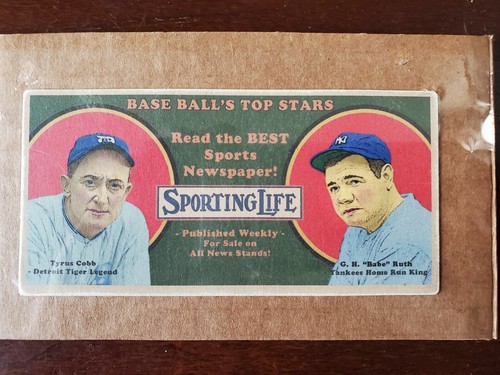 BASE BALL'S TOP STARS
Read the BEST
Sports
Newspaper!
SPORTING LIFE
- Published Weekly -
For Sale on
All News Stands!
Tyrus Cobb
- Detroit Tiger Legend
G. H. "Babe" Ruth
Yankees Home Run King
NY